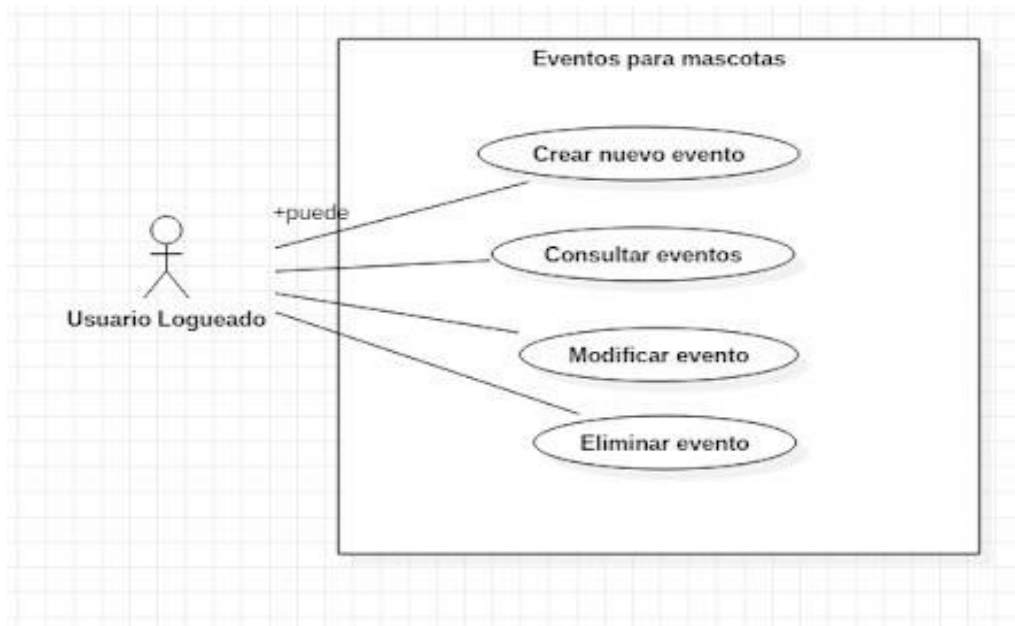 Eventos para mascotas
Crear nuevo evento
+puede
Consultar eventos
Usuario Logueado
Modificar evento
Eliminar evento